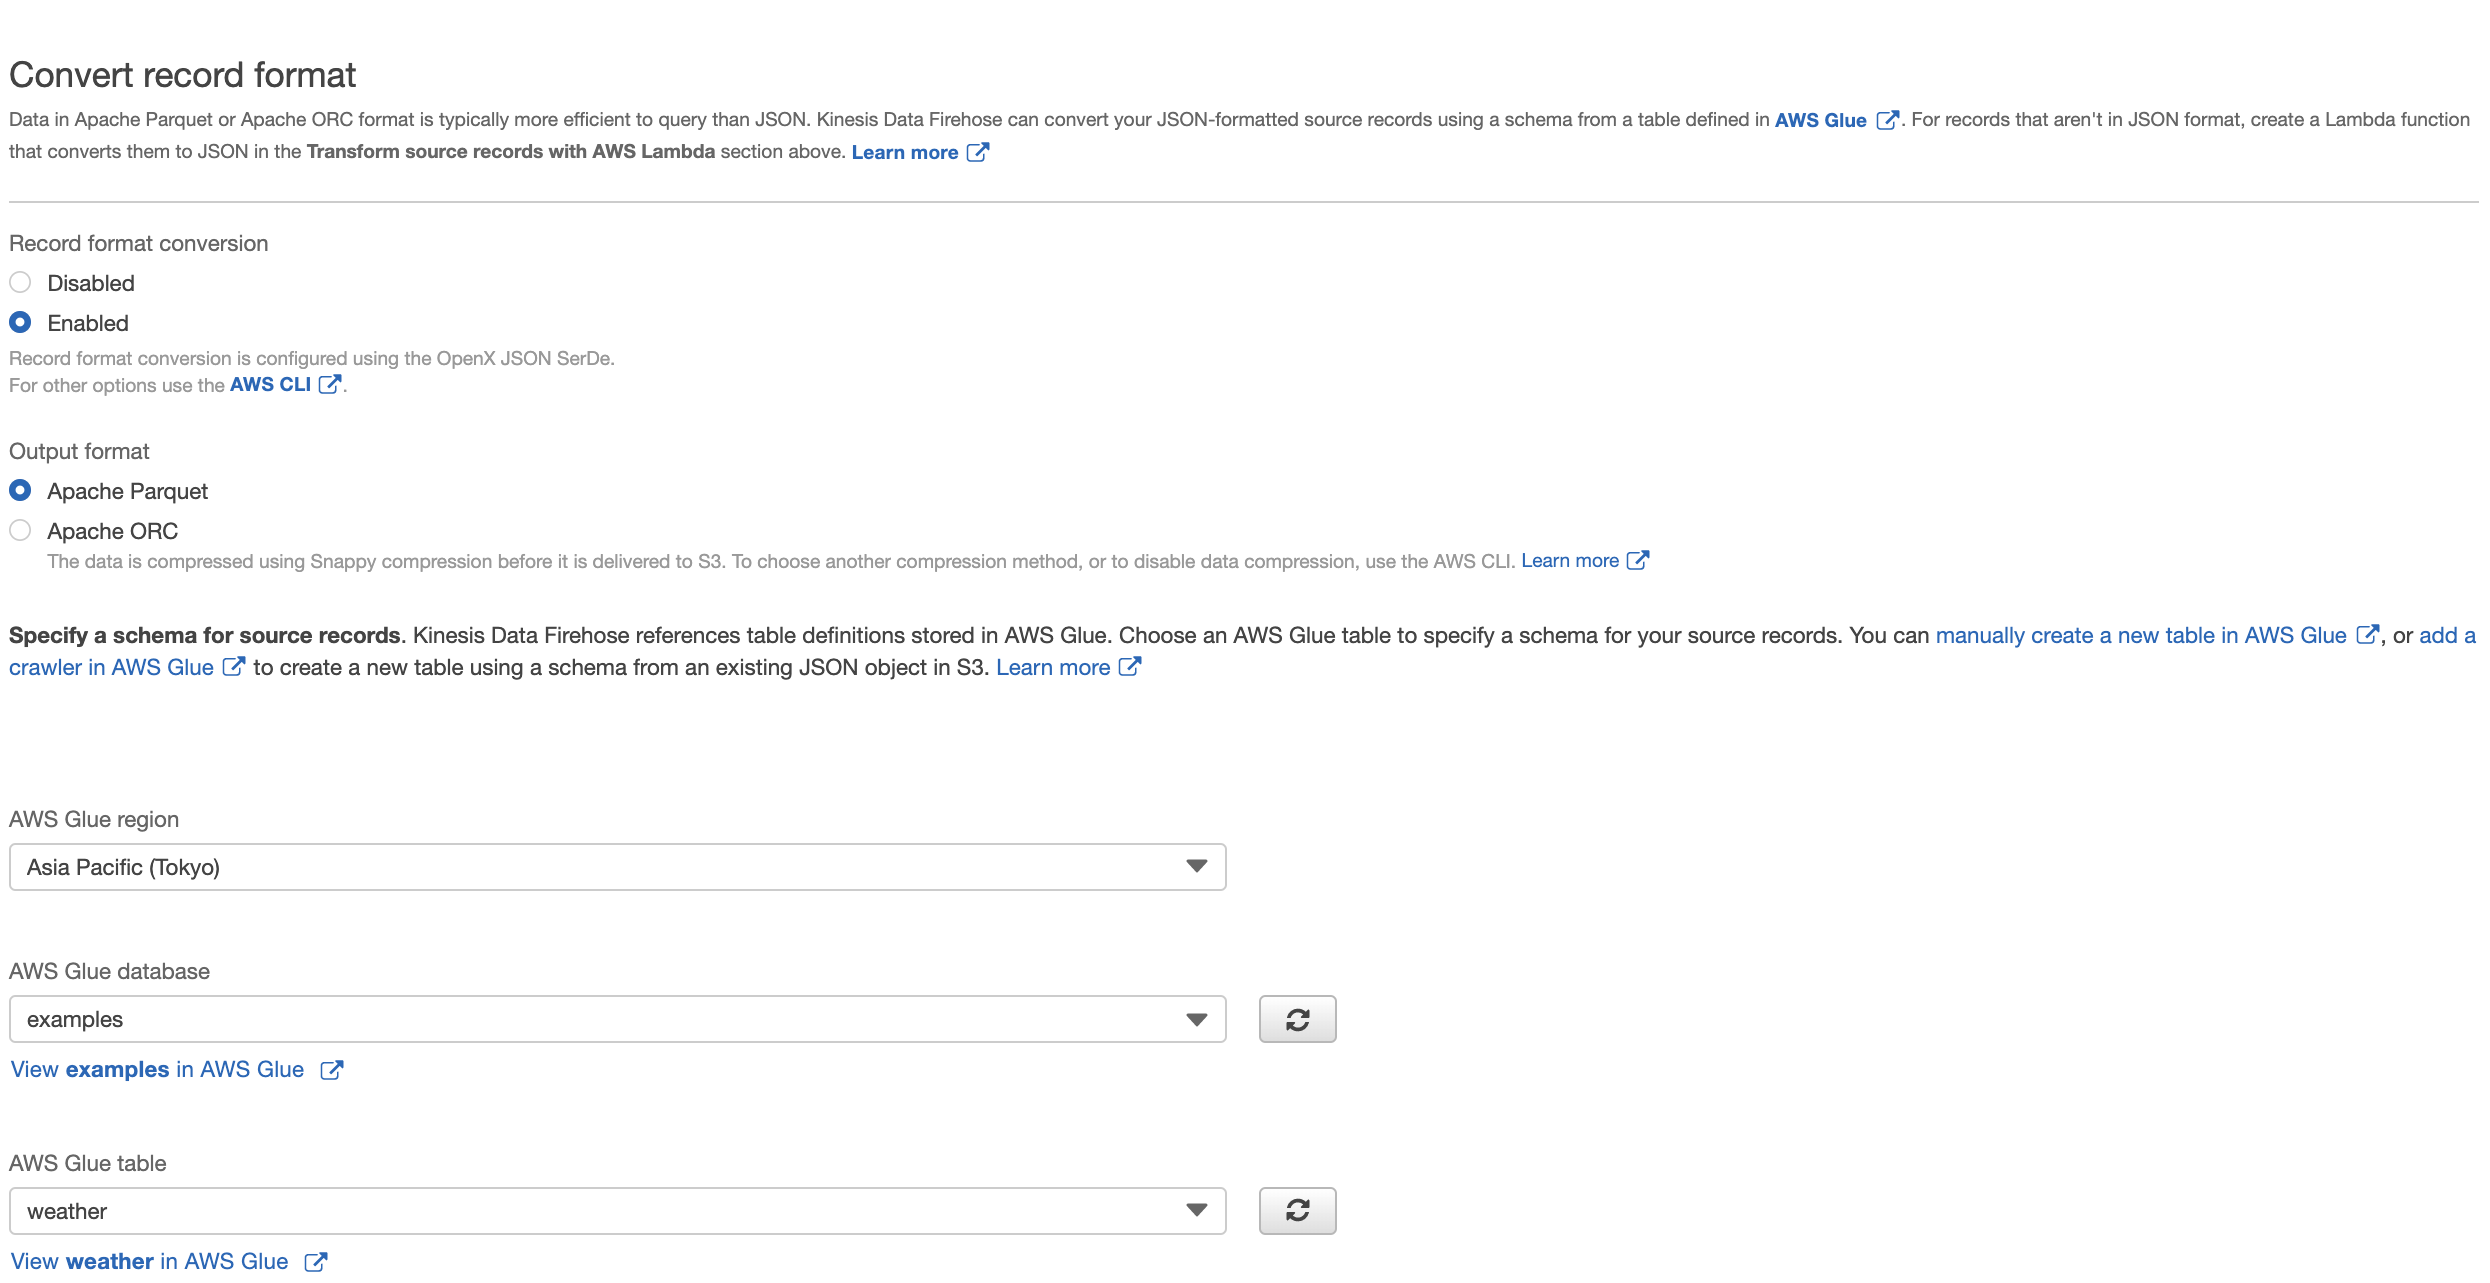 Convert record format
Data in Apache Parquet or Apache ORC format is typically more efficient to query than JSON. Kinesis Data Firehose can convert your JSON-formatted source records using a schema from a table defined in AWS Glue. For records that aren't in JSON format, create a Lambda function
that converts them to JSON in the Transform source records with AWS Lambda section above. Learn more
Record format conversion
Disabled
Enabled
Record format conversion is configured using the OpenX JSON SerDe.
For other options use the AWS CLI.
Output format
Apache Parquet
Apache ORC
The data is compressed using Snappy compression before it is delivered to S3. To choose another compression method, or to disable data compression, use the AWS CLI. Learn more
Specify a schema for source records. Kinesis Data Firehose references table definitions stored in AWS Glue. Choose an AWS Glue table to specify a schema for your source records. You can manually create a new table in AWS Glue, or add a
crawler in AWS Glue to create a new table using a schema from an existing JSON object in S3. Learn more
AWS Glue region
Asia Pacific (Tokyo)
AWS Glue database
examples
View examples in AWS Glue
AWS Glue table
weather
View weather in AWS Glue